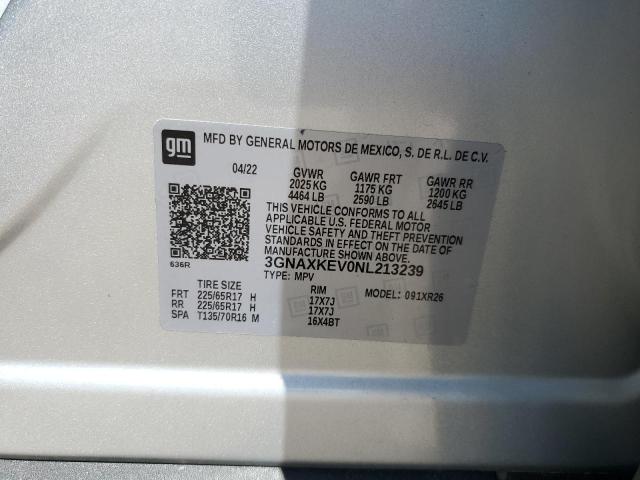 gm
MFD BY GENERAL MOTORS DE MEXICO, S. DE R.L. DE C.V.
04/22 GVWR GAWR FRT GAWR RR
2025 KG 1175 KG 1200 KG
4464 LB 2590 LB 2645 LB
THIS VEHICLE CONFORMS TO ALL
APPLICABLE U.S. FEDERAL MOTOR
VEHICLE SAFETY AND THEFT PREVENTION
STANDARDS IN EFFECT ON THE DATE OF
MANUFACTURE SHOWN ABOVE.
636R 3GNAXKEV0NL213239
TYPE: MPV
TIRE SIZE RIM MODEL: 091XR26
FRT 225/65R17 H 17X7J
RR 225/65R17 H 17X7J
SPA T135/70R16 M 16X4BT